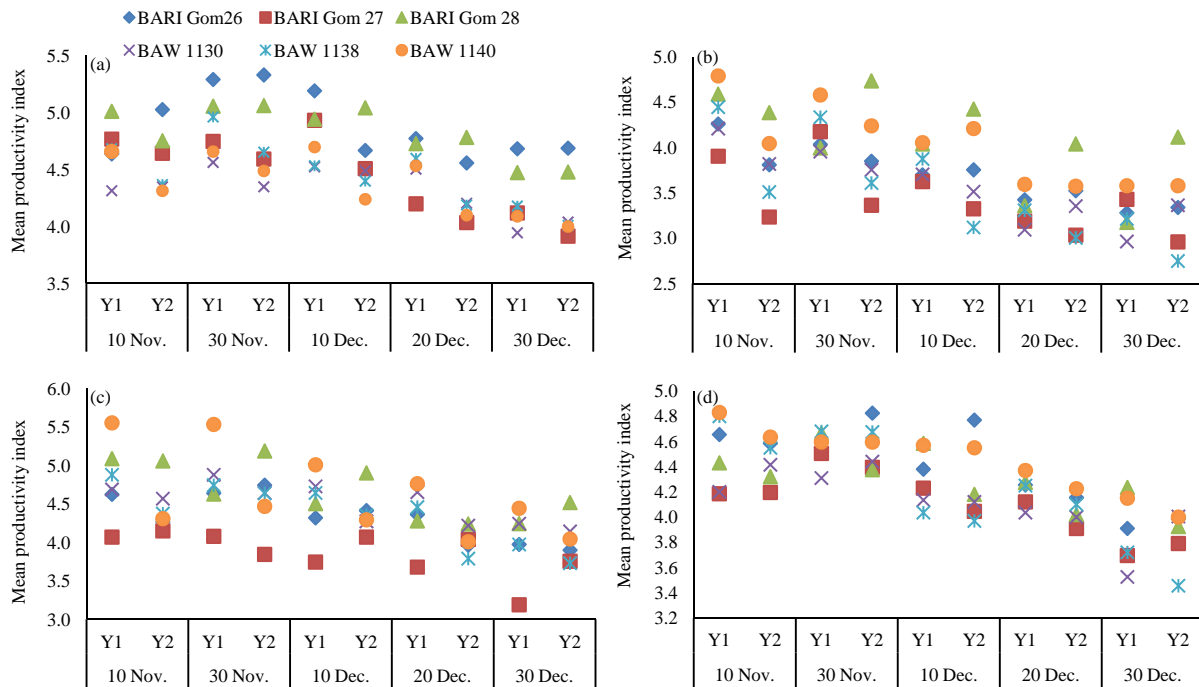 BARI Gom26 BARI Gom 27 BARI Gom 28
BAW 1130 BAW 1138 BAW 1140
(a)
Mean productivity index
5.5
5.0
4.5
4.0
3.5
Y1 Y2 Y1 Y2 Y1 Y2 Y1 Y2 Y1 Y2
10 Nov. 30 Nov. 10 Dec. 20 Dec. 30 Dec.
(b)
Mean productivity index
5.0
4.5
4.0
3.5
3.0
2.5
Y1 Y2 Y1 Y2 Y1 Y2 Y1 Y2 Y1 Y2
10 Nov. 30 Nov. 10 Dec. 20 Dec. 30 Dec.
(c)
Mean productivity index
6.0
5.5
5.0
4.5
4.0
3.5
3.0
Y1 Y2 Y1 Y2 Y1 Y2 Y1 Y2 Y1 Y2
10 Nov. 30 Nov. 10 Dec. 20 Dec. 30 Dec.
(d)
Mean productivity index
5.0
4.8
4.6
4.4
4.2
4.0
3.8
3.6
3.4
3.2
Y1 Y2 Y1 Y2 Y1 Y2 Y1 Y2 Y1 Y2
10 Nov. 30 Nov. 10 Dec. 20 Dec. 30 Dec.